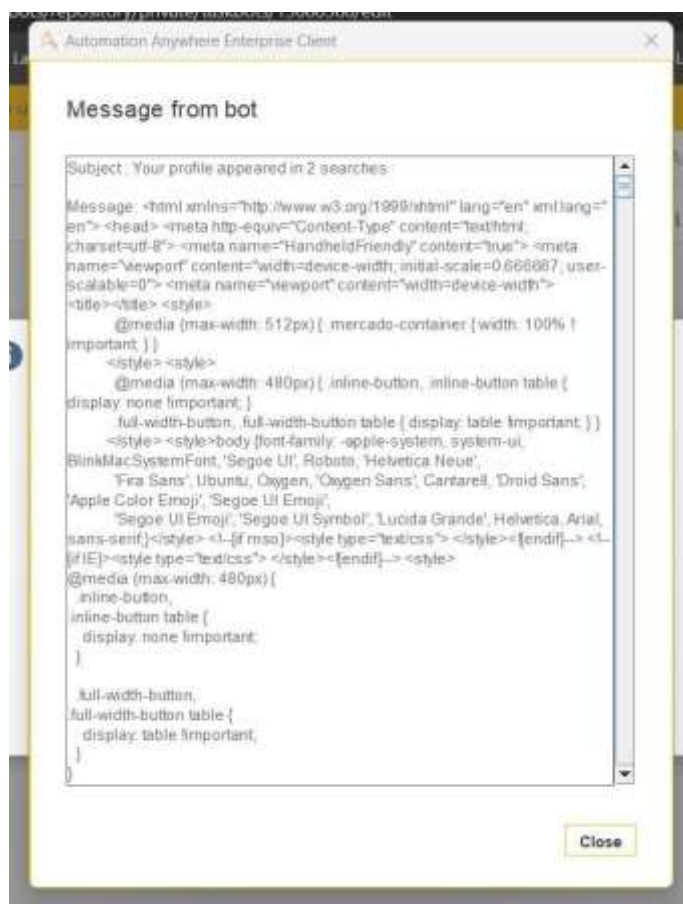 bots/repository/private/taskbots/
Automation Anywhere Enterprise Client
Message from bot
Subject : Your profile appeared in 2 searches
Message: <html xmlns="http://www.w3.org/1999/xhtml" lang="en" xml:lang="
en"> <head> <meta http-equiv="Content-Type" content="text/html;
charset=utf-8"> <meta name="HandheldFriendly" content="true"> <meta
name="viewport" content="width=device-width; initial-scale=0.666667; user-
scalable=0"> <meta name="viewport" content="width=device-width">
<title></title> <style>
@media (max-width: 512px) { .mercado-container { width: 100% !
important; } }
</style> <style>
@media (max-width: 480px) { .inline-button, .inline-button table {
display: none !important; }
.full-width-button, .full-width-button table { display: table !important; } }
</style> <style>body {font-family: -apple-system, system-ui,
BlinkMacSystemFont, 'Segoe UI', Roboto, 'Helvetica Neue',
'Fira Sans', Ubuntu, Oxygen, 'Oxygen Sans', Cantarell, 'Droid Sans',
'Apple Color Emoji', 'Segoe UI Emoji',
'Segoe UI Emoji', 'Segoe UI Symbol', 'Lucida Grande', Helvetica, Arial,
sans-serif;}</style> <!--[if mso]><style type="text/css"> </style><![endif]--> <!--
[if IE]><style type="text/css"> </style><![endif]--> <style>
@media (max-width: 480px) {
.inline-button,
.inline-button table {
display: none !important;
}
.full-width-button,
.full-width-button table {
display: table !important;
}
}
Close